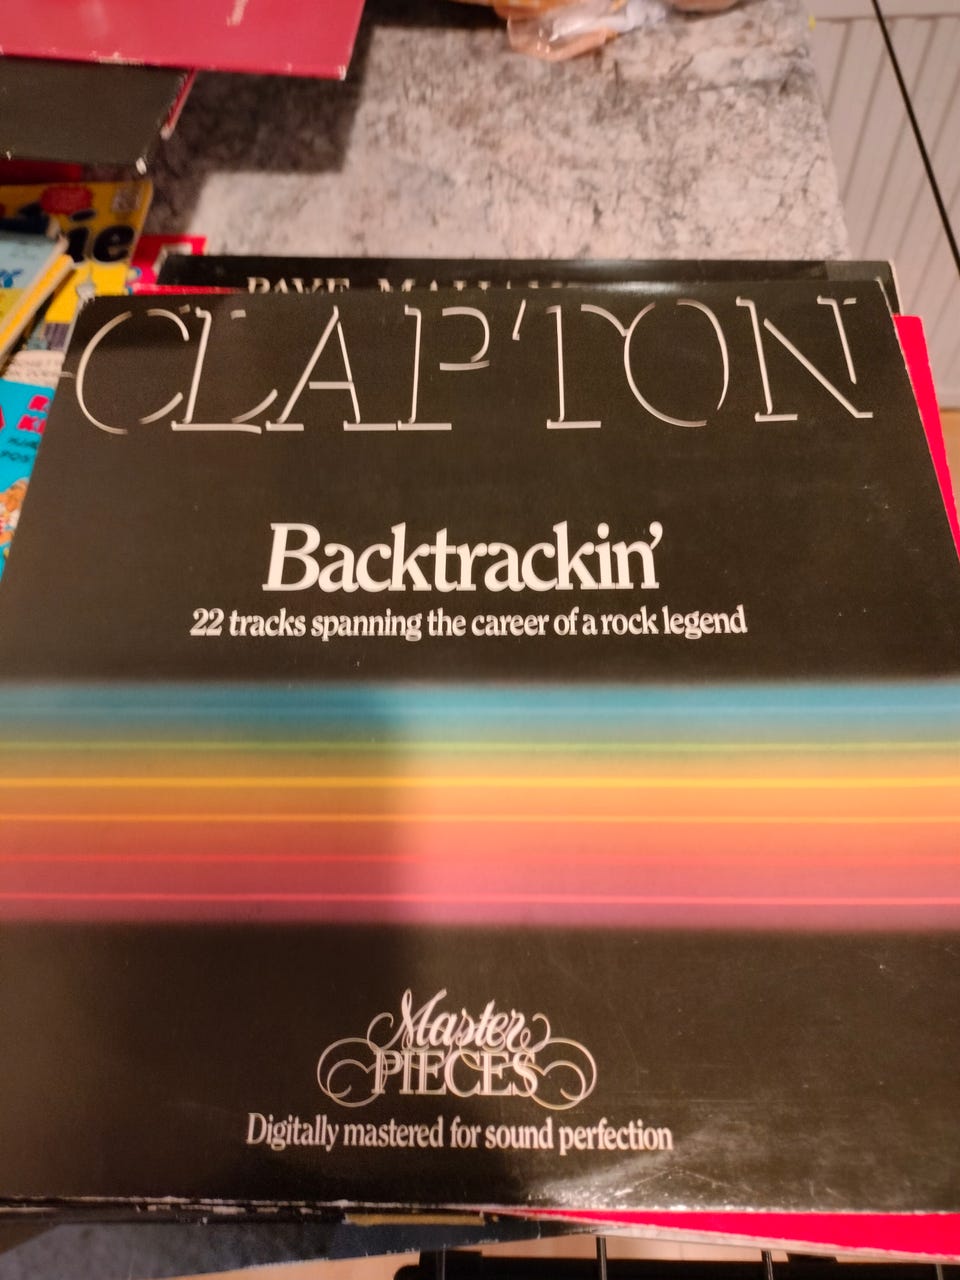 CLAPTON
Backtrackin'
22 tracks spanning the career of a rock legend
Master
PIECES
Digitally mastered for sound perfection